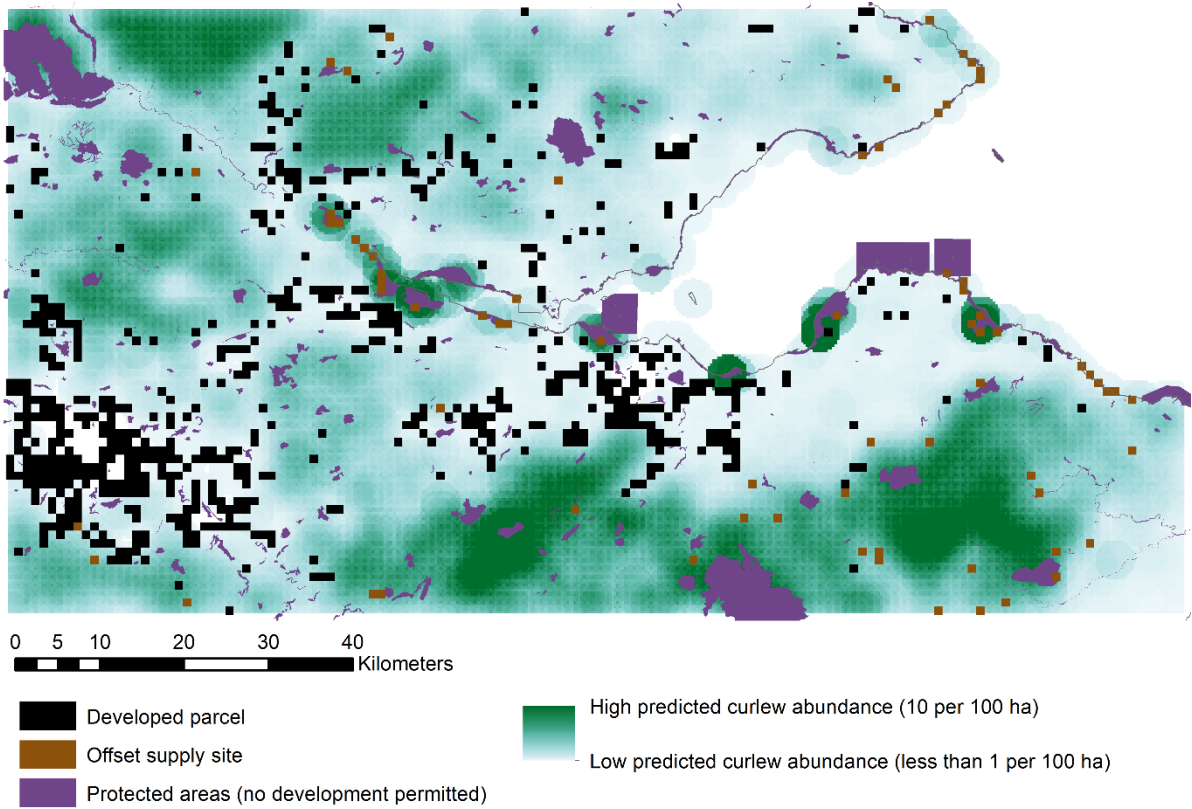 0 5 10 20 30 40
Kilometers
Developed parcel
Offset supply site
Protected areas (no development permitted)
High predicted curlew abundance (10 per 100 ha)
Low predicted curlew abundance (less than 1 per 100 ha)